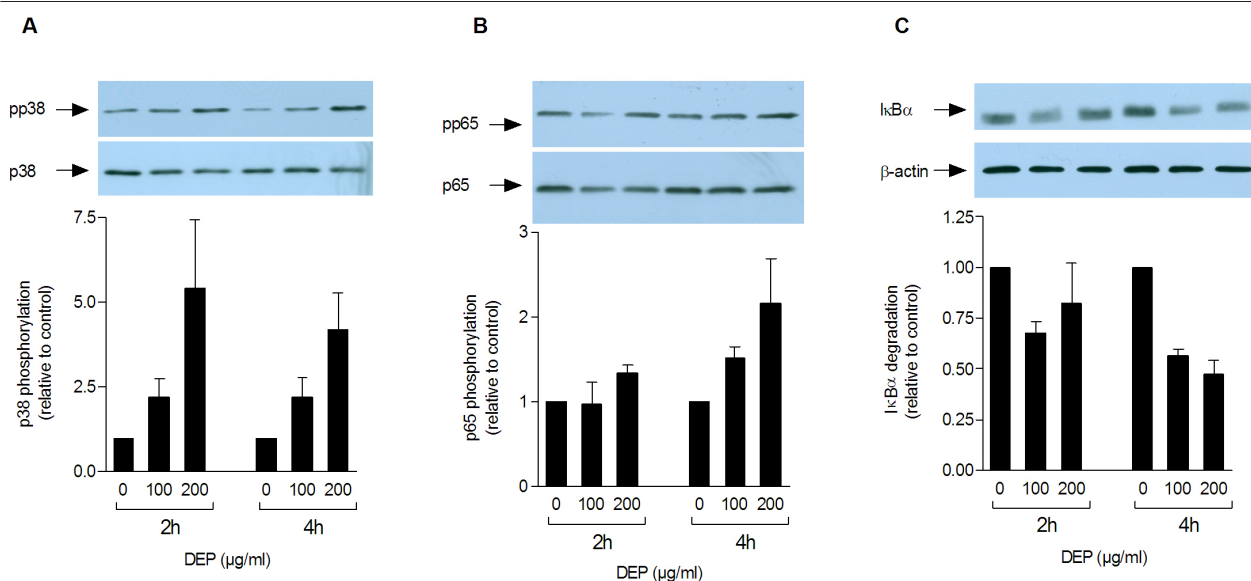 A
pp38
p38
7.5
5.0
2.5
0.0
p38 phosphorylation
(relative to control)
0 100 200 0 100 200
2h 4h
DEP (µg/ml)
B
pp65
p65
3
2
1
0
p65 phosphorylation
(relative to control)
0 100 200 0 100 200
2h 4h
DEP (µg/ml)
C
IκBα
β-actin
1.25
1.00
0.75
0.50
0.25
0.00
IκBα degradation
(relative to control)
0 100 200 0 100 200
2h 4h
DEP (µg/ml)